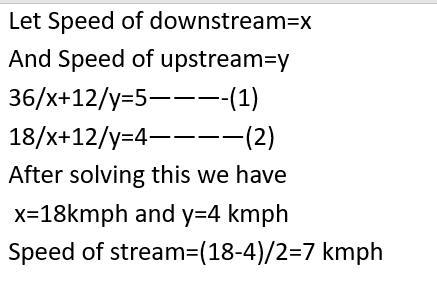 Let Speed of downstream=x
And Speed of upstream=y
36/x+12/y=5———-(1)
18/x+12/y=4————(2)
After solving this we have
x=18kmph and y=4 kmph
Speed of stream=(18-4)/2=7 kmph